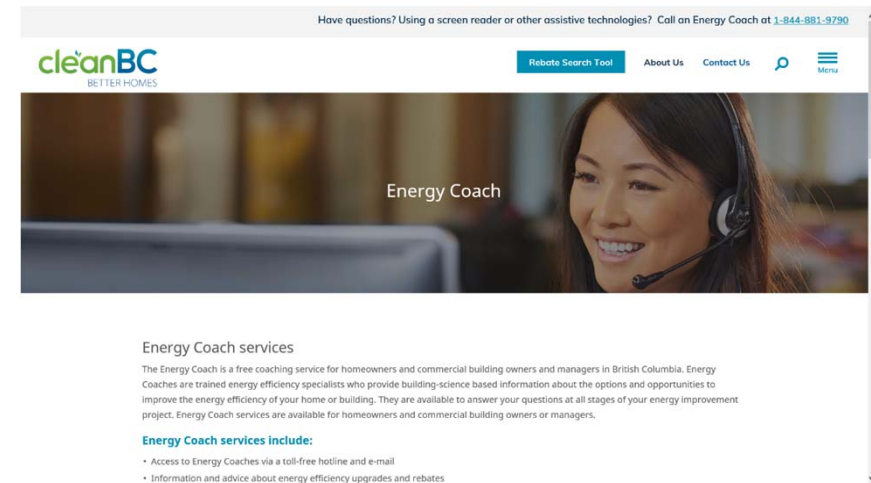 Have questions? Using a screen reader or other assistive technologies? Call an Energy Coach at 1-844-881-9790
cleanBC
BETTER HOMES
Rebate Search Tool
About Us
Contact Us
Menu
Energy Coach
Energy Coach services
The Energy Coach is a free coaching service for homeowners and commercial building owners and managers in British Columbia. Energy
Coaches are trained energy efficiency specialists who provide building-science based information about the options and opportunities to
improve the energy efficiency of your home or building. They are available to answer your questions at all stages of your energy improvement
project. Energy Coach services are available for homeowners and commercial building owners or managers.
Energy Coach services include:
• Access to Energy Coaches via a toll-free hotline and e-mail
• Information and advice about energy efficiency upgrades and rebates